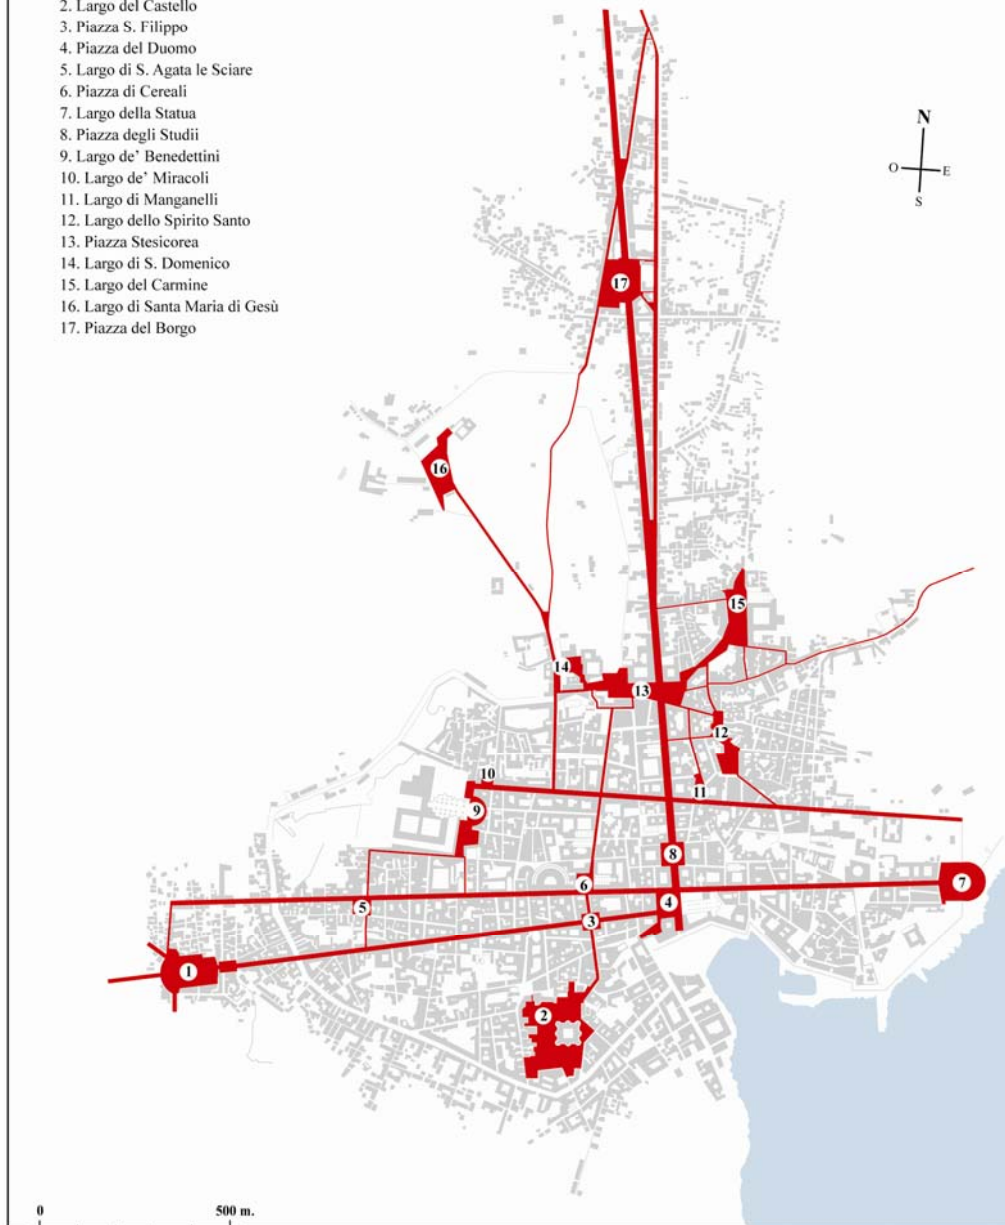 2. Largo del Castello
3. Piazza S. Filippo
4. Piazza del Duomo
5. Largo di S. Agata le Sciare
6. Piazza di Cereali
7. Largo della Statua
8. Piazza degli Studii
9. Largo de' Benedettini
10. Largo de' Miracoli
11. Largo di Manganelli
12. Largo dello Spirito Santo
13. Piazza Stesicorea
14. Largo di S. Domenico
15. Largo del Carmine
16. Largo di Santa Maria di Gesù
17. Piazza del Borgo
N
O E
S
17
16
15
14
13
12
10
11
9
8
6
7
5
4
3
1
2
0 500 m.